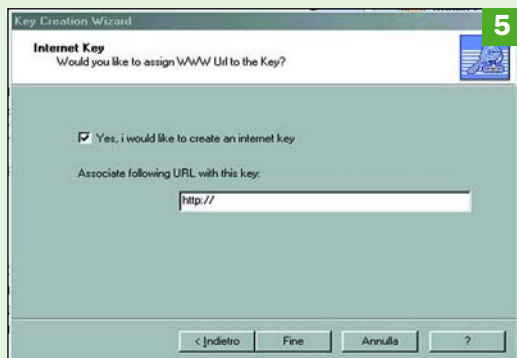 Key Creation Wizard
5
Internet Key
Would you like to assign WWW Url to the Key?
Yes, i would like to create an internet key
Associate following URL with this key:
http://
< Indietro
Fine
Annulla
?